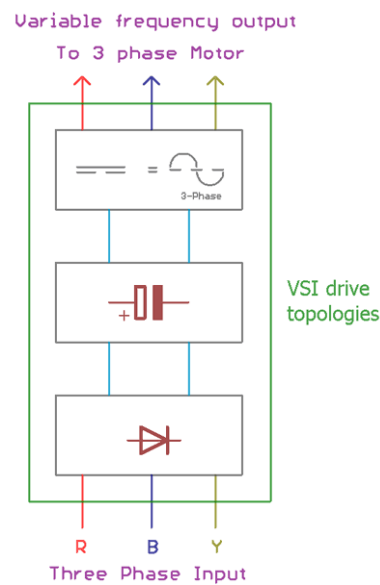 Variable frequency output
To 3 phase Motor
3-Phase
VSI drive
topologies
+
R B Y
Three Phase Input